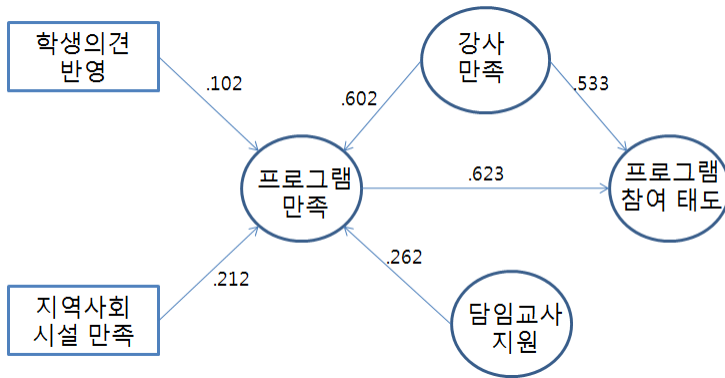 학생의견
반영
강사
만족
.102
.602
.533
프로그램
만족
.623
프로그램
참여 태도
.212
.262
지역사회
시설 만족
담임교사
지원